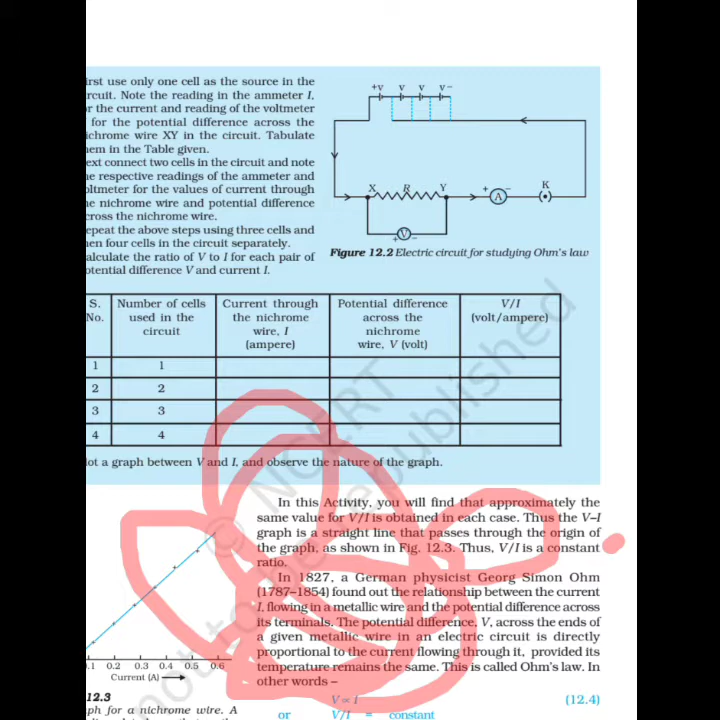 irst use only one cell as the source in the
rcuit. Note the reading in the ammeter I,
or the current and reading of the voltmeter
for the potential difference across the
ichrome wire XY in the circuit. Tabulate
hem in the Table given.
ext connect two cells in the circuit and note
he respective readings of the ammeter and
oltmeter for the values of current through
he nichrome wire and potential difference
cross the nichrome wire.
epeat the above steps using three cells and
hen four cells in the circuit separately.
alculate the ratio of V to I for each pair of
otential difference V and current I.
+v v v v −
X R Y + A − K
+ V −
Figure 12.2 Electric circuit for studying Ohm's law
S. No. Number of cells used in the circuit Current through the nichrome wire, I (ampere) Potential difference across the nichrome wire, V (volt) V/I (volt/ampere)
1 1
2 2
3 3
4 4
lot a graph between V and I, and observe the nature of the graph.
© NCERT
not to be republished
In this Activity, you will find that approximately the
same value for V/I is obtained in each case. Thus the V–I
graph is a straight line that passes through the origin of
the graph, as shown in Fig. 12.3. Thus, V/I is a constant
ratio.
In 1827, a German physicist Georg Simon Ohm
(1787–1854) found out the relationship between the current
I, flowing in a metallic wire and the potential difference across
its terminals. The potential difference, V, across the ends of
a given metallic wire in an electric circuit is directly
proportional to the current flowing through it, provided its
temperature remains the same. This is called Ohm's law. In
other words –
V ∝ I (12.4)
or V/I = constant
0.1 0.2 0.3 0.4 0.5 0.6
Current (A)
12.3
ph for a nichrome wire. A